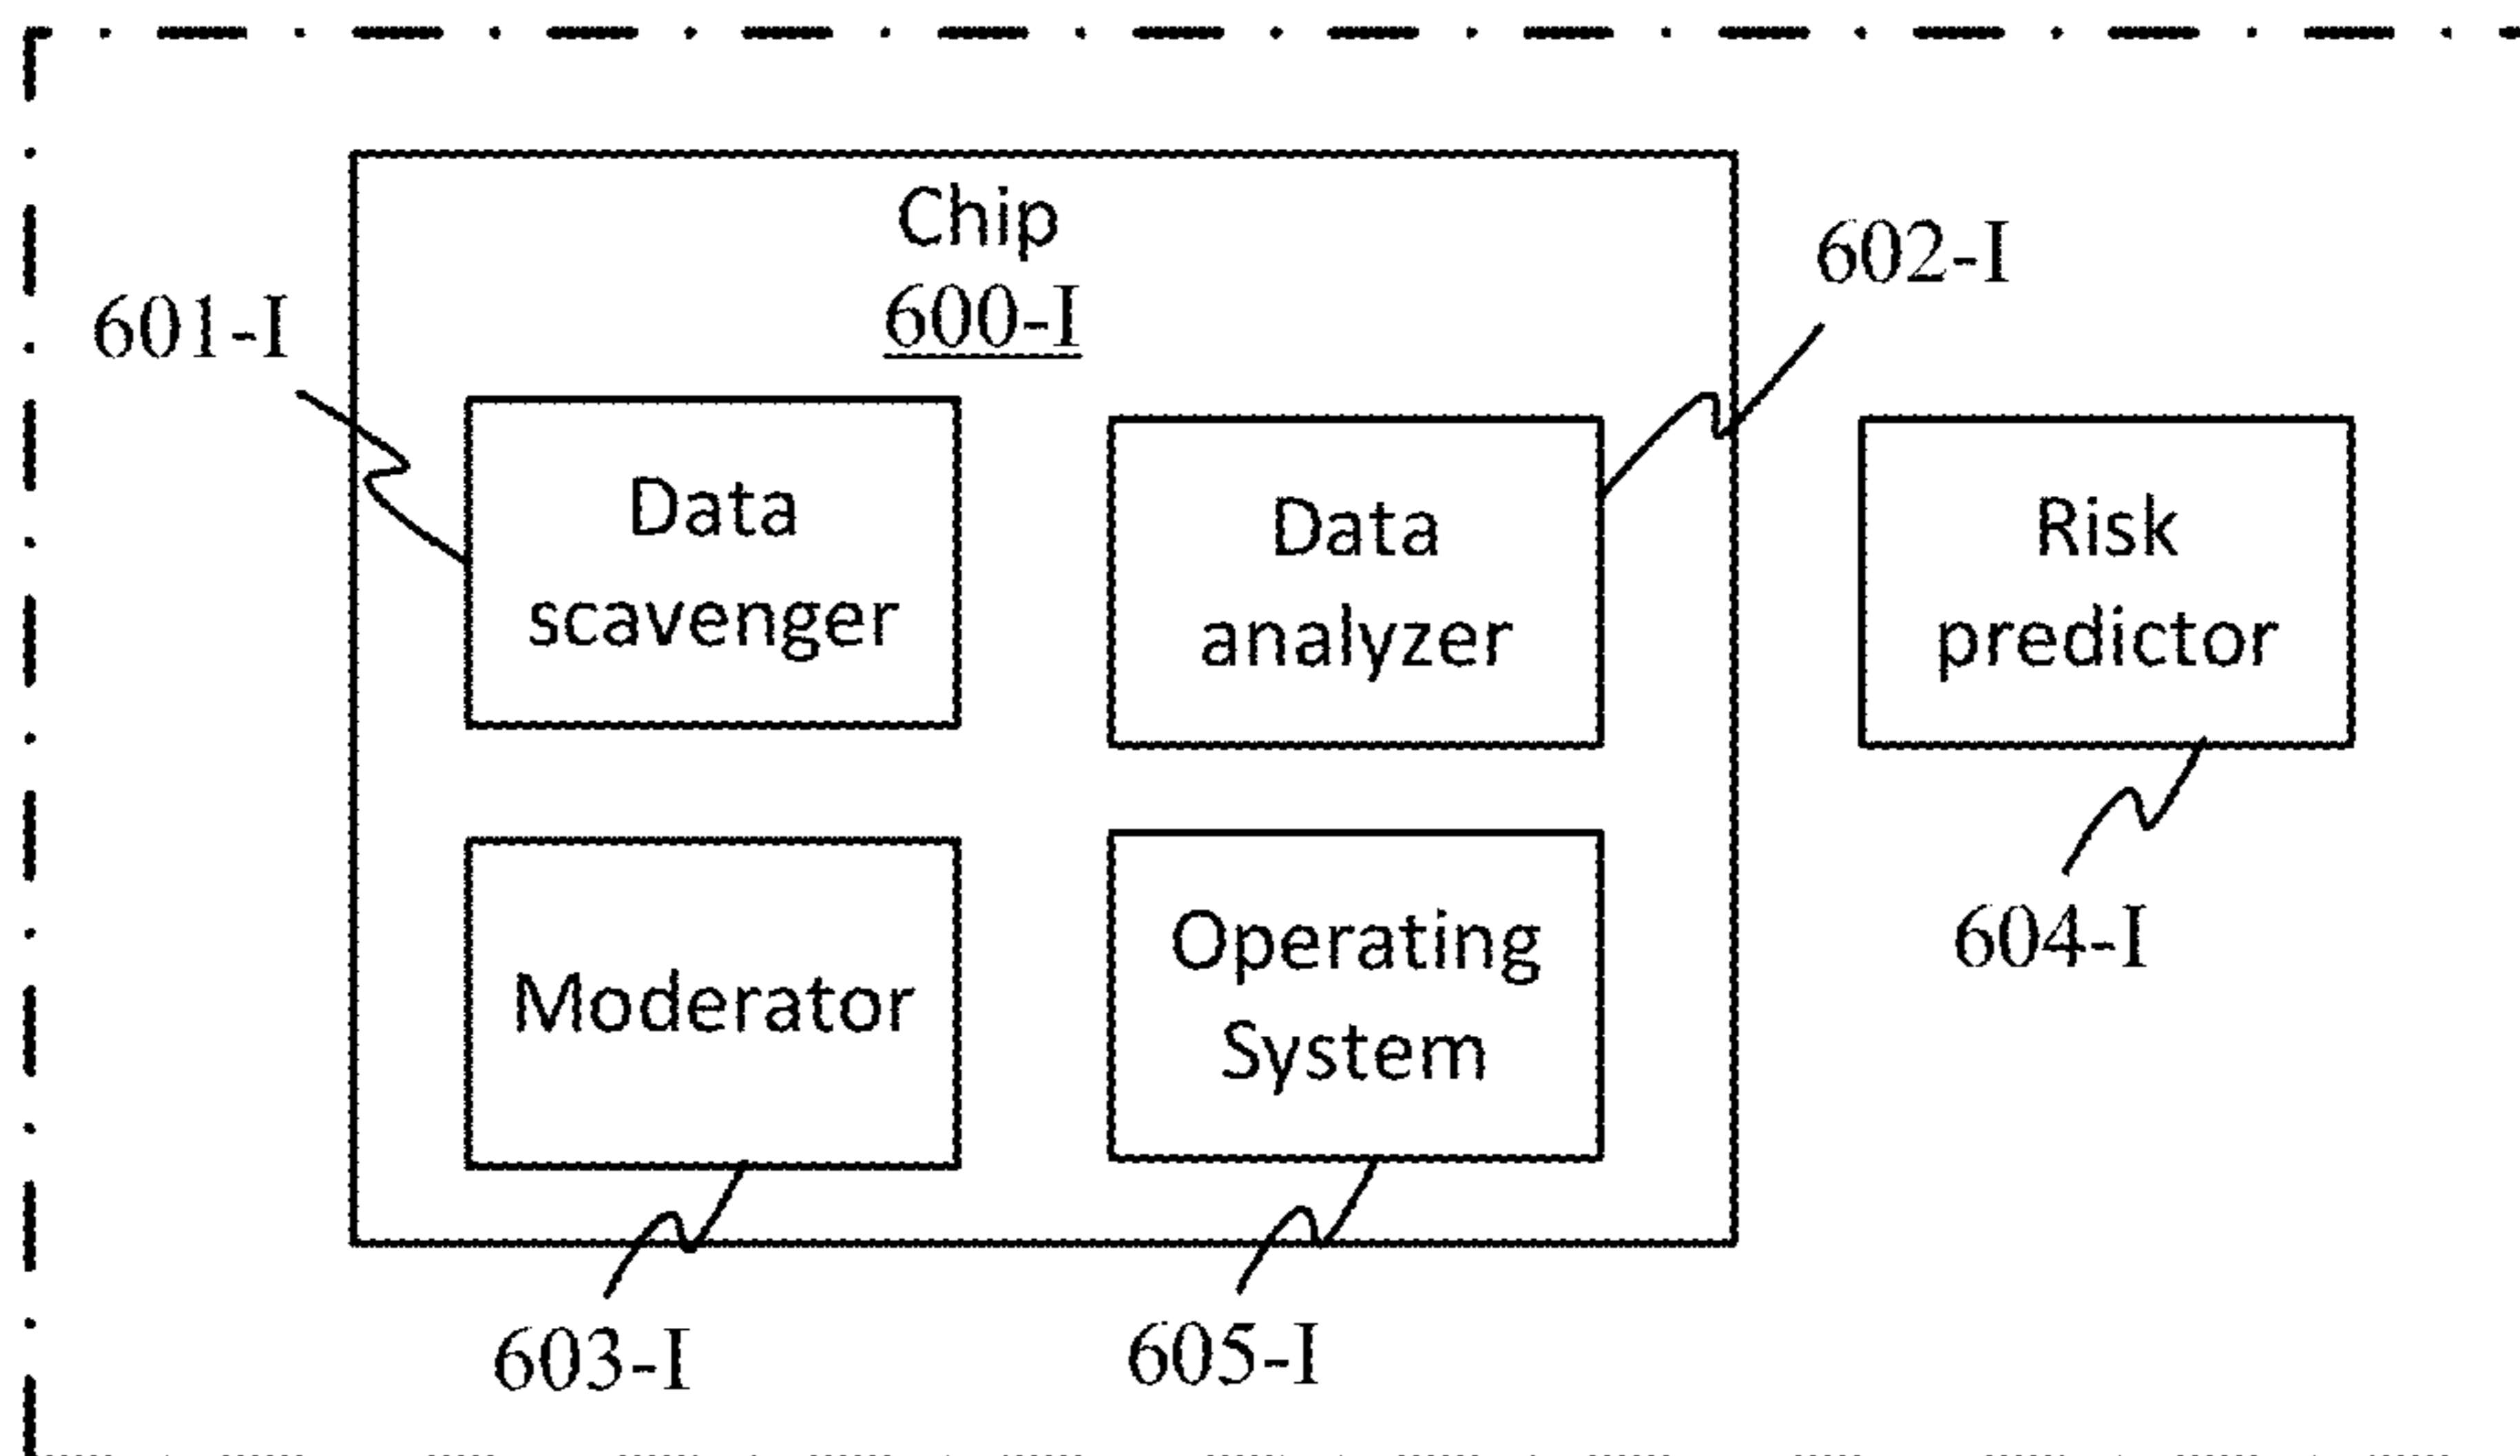 Chip
600-I
601-I
602-I
Data
scavenger
Data
analyzer
Risk
predictor
Moderator
Operating
System
604-I
603-I
605-I